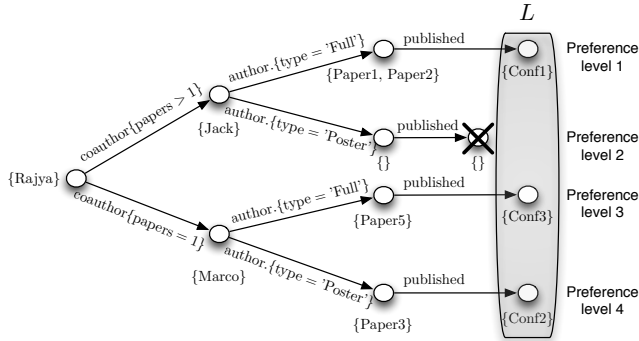 L
published
Preference
level 1
author.{type = 'Full'}
{Conf1}
{Paper1, Paper2}
coauthor{papers > 1}
{Jack}
author.{type = 'Poster'}
published
Preference
level 2
{}
{}
{Rajya}
published
Preference
level 3
author.{type = 'Full'}
{Conf3}
coauthor{papers = 1}
{Paper5}
{Marco}
author.{type = 'Poster'}
published
Preference
level 4
{Paper3}
{Conf2}